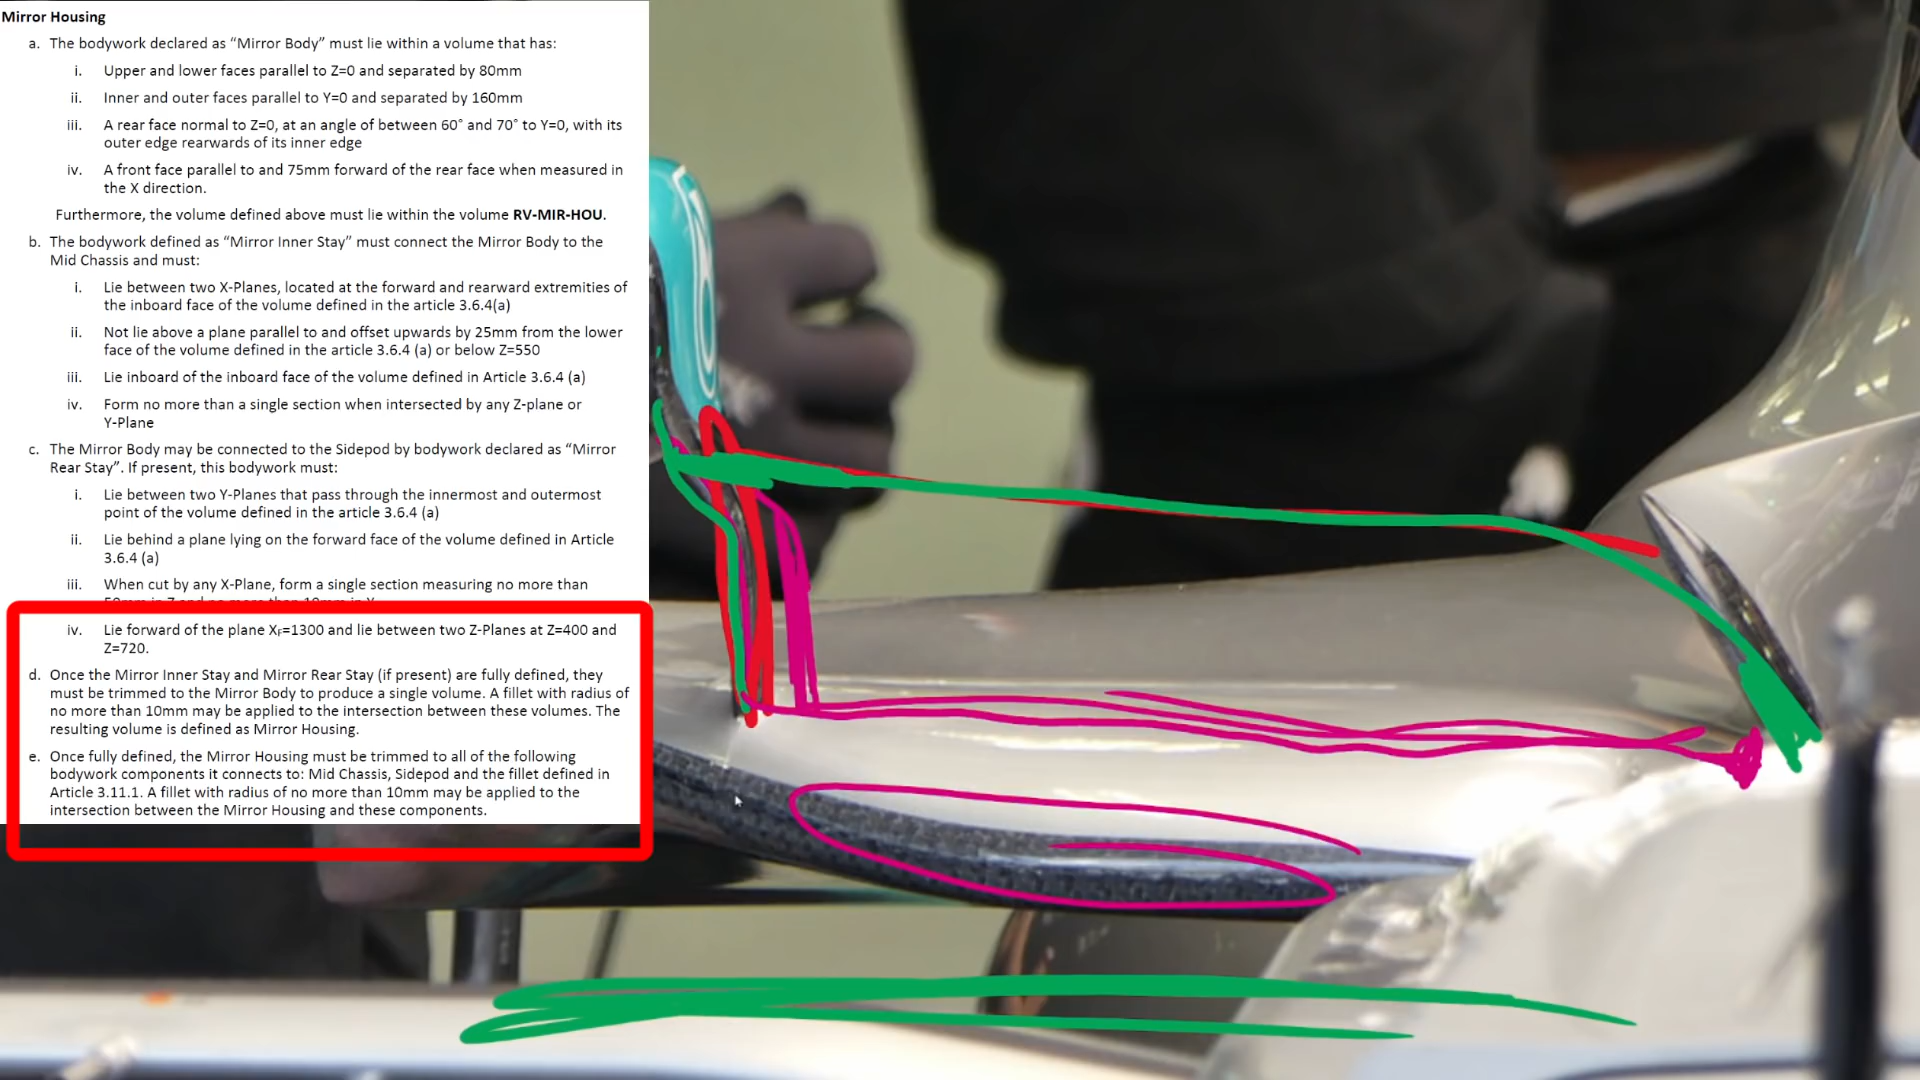 Mirror Housing
a. The bodywork declared as “Mirror Body” must lie within a volume that has:
i. Upper and lower faces parallel to Z=0 and separated by 80mm
ii. Inner and outer faces parallel to Y=0 and separated by 160mm
iii. A rear face normal to Z=0, at an angle of between 60° and 70° to Y=0, with its
outer edge rearwards of its inner edge
iv. A front face parallel to and 75mm forward of the rear face when measured in
the X direction.
Furthermore, the volume defined above must lie within the volume RV-MIR-HOU.
b. The bodywork defined as “Mirror Inner Stay” must connect the Mirror Body to the
Mid Chassis and must:
i. Lie between two X-Planes, located at the forward and rearward extremities of
the inboard face of the volume defined in the article 3.6.4(a)
ii. Not lie above a plane parallel to and offset upwards by 25mm from the lower
face of the volume defined in the article 3.6.4 (a) or below Z=550
iii. Lie inboard of the inboard face of the volume defined in Article 3.6.4 (a)
iv. Form no more than a single section when intersected by any Z-plane or
Y-Plane
c. The Mirror Body may be connected to the Sidepod by bodywork declared as “Mirror
Rear Stay”. If present, this bodywork must:
i. Lie between two Y-Planes that pass through the innermost and outermost
point of the volume defined in the article 3.6.4 (a)
ii. Lie behind a plane lying on the forward face of the volume defined in Article
3.6.4 (a)
iii. When cut by any X-Plane, form a single section measuring no more than
iv. Lie forward of the plane XF=1300 and lie between two Z-Planes at Z=400 and
Z=720.
d. Once the Mirror Inner Stay and Mirror Rear Stay (if present) are fully defined, they
must be trimmed to the Mirror Body to produce a single volume. A fillet with radius of
no more than 10mm may be applied to the intersection between these volumes. The
resulting volume is defined as Mirror Housing.
e. Once fully defined, the Mirror Housing must be trimmed to all of the following
bodywork components it connects to: Mid Chassis, Sidepod and the fillet defined in
Article 3.11.1. A fillet with radius of no more than 10mm may be applied to the
intersection between the Mirror Housing and these components.